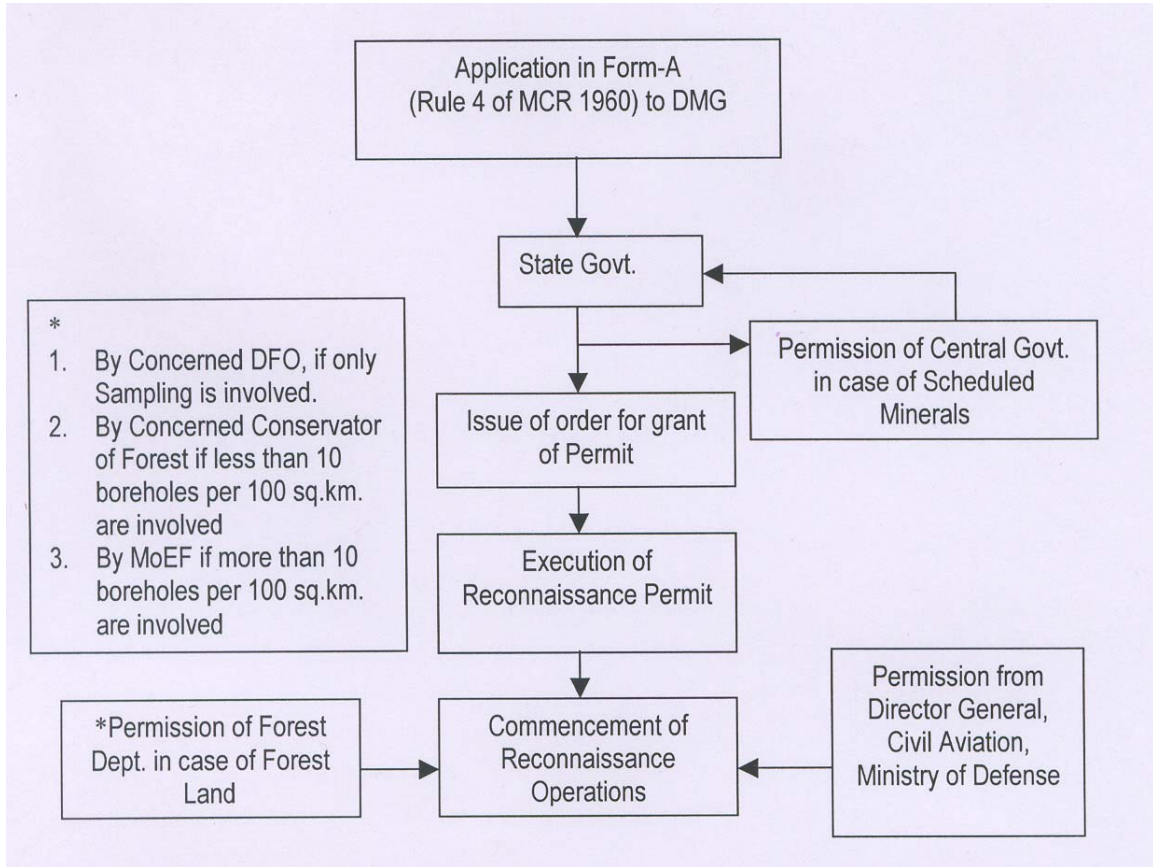 Application in Form-A
(Rule 4 of MCR 1960) to DMG
State Govt.
Permission of Central Govt.
in case of Scheduled
Minerals
*
1. By Concerned DFO, if only
Sampling is involved.
2. By Concerned Conservator
of Forest if less than 10
boreholes per 100 sq.km.
are involved
3. By MoEF if more than 10
boreholes per 100 sq.km.
are involved
Issue of order for grant
of Permit
Execution of
Reconnaissance Permit
*Permission of Forest
Dept. in case of Forest
Land
Commencement of
Reconnaissance
Operations
Permission from
Director General,
Civil Aviation,
Ministry of Defense